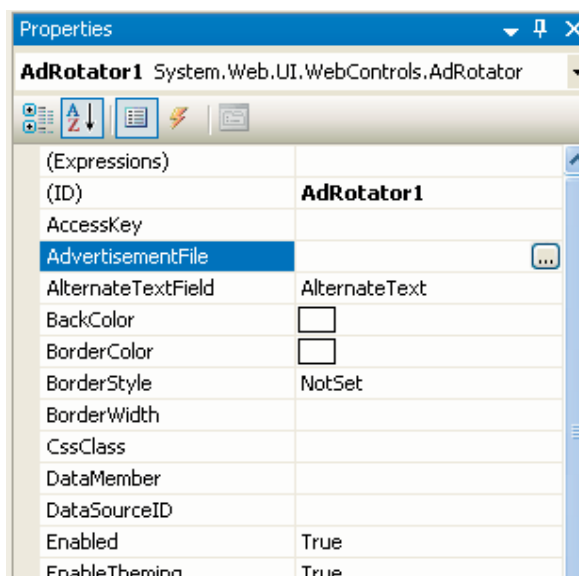 Properties
AdRotator1 System.Web.UI.WebControls.AdRotator
(Expressions)
(ID) AdRotator1
AccessKey
AdvertisementFile ...
AlternateTextField AlternateText
BackColor
BorderColor
BorderStyle NotSet
BorderWidth
CssClass
DataMember
DataSourceID
Enabled True
EnableTheming True